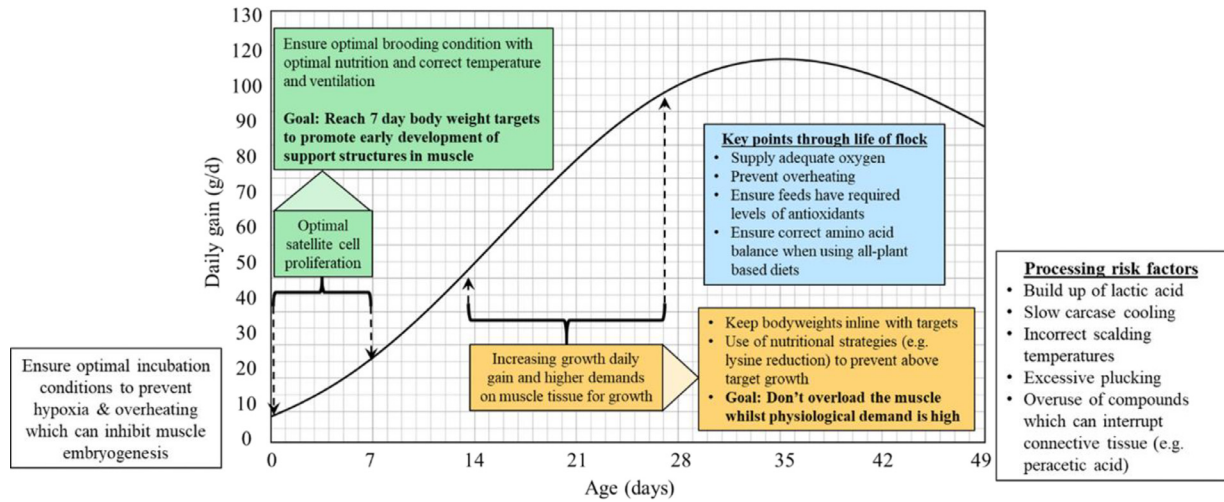 130
120
110
100
90
80
70
60
50
40
30
20
10
0
Daily gain (g/d)
0 7 14 21 28 35 42 49
Age (days)
Ensure optimal brooding condition with
optimal nutrition and correct temperature
and ventilation
Goal: Reach 7 day body weight targets
to promote early development of
support structures in muscle
Optimal
satellite cell
proliferation
Ensure optimal incubation
conditions to prevent
hypoxia & overheating
which can inhibit muscle
embryogenesis
Increasing growth daily
gain and higher demands
on muscle tissue for growth
Key points through life of flock
• Supply adequate oxygen
• Prevent overheating
• Ensure feeds have required
levels of antioxidants
• Ensure correct amino acid
balance when using all-plant
based diets
• Keep bodyweights inline with targets
• Use of nutritional strategies (e.g.
lysine reduction) to prevent above
target growth
• Goal: Don't overload the muscle
whilst physiological demand is high
Processing risk factors
• Build up of lactic acid
• Slow carcase cooling
• Incorrect scalding
temperatures
• Excessive plucking
• Overuse of compounds
which can interrupt
connective tissue (e.g.
peracetic acid)